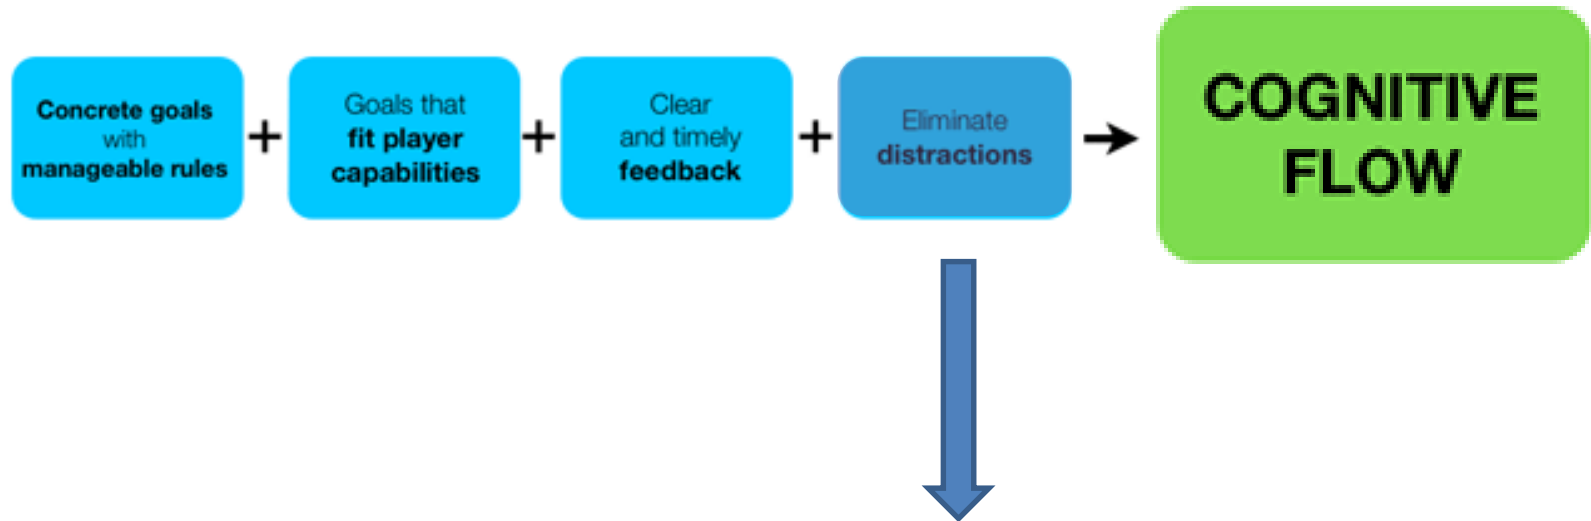 Concrete goals
with
manageable rules
+
Goals that
fit player
capabilities
+
Clear
and timely
feedback
+
Eliminate
distractions
COGNITIVE
FLOW